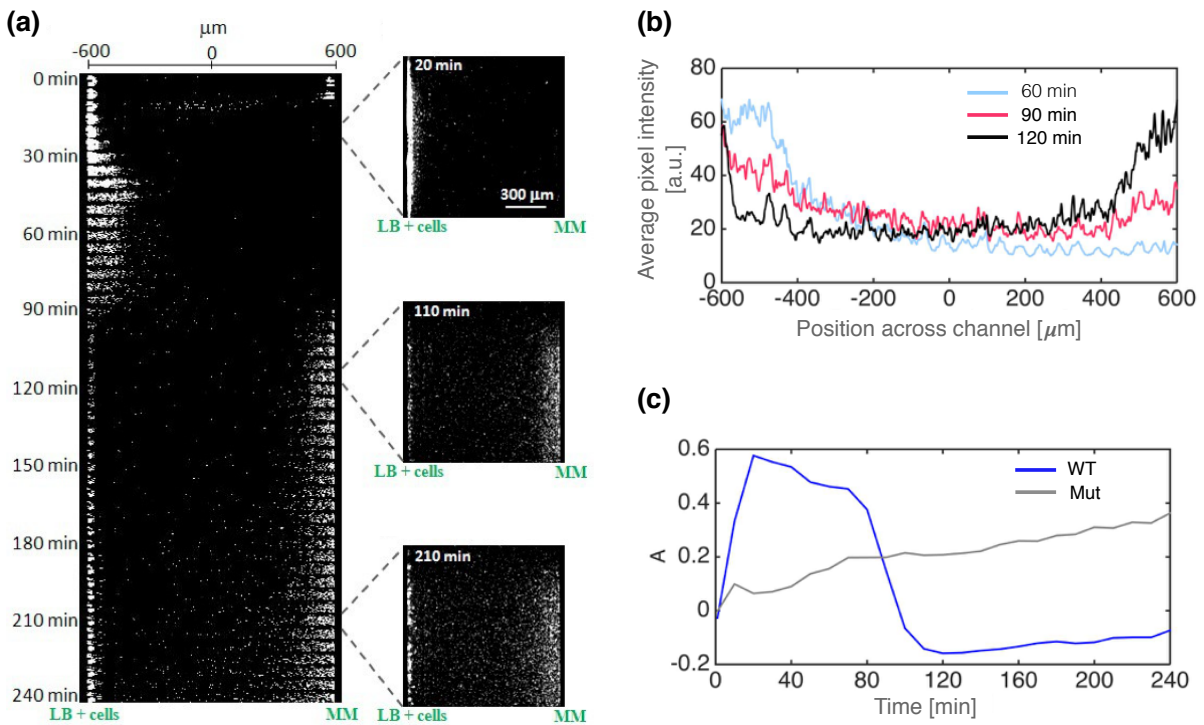 (a)
μm
-600 0 600
0 min
30 min
60 min
90 min
120 min
150 min
180 min
210 min
240 min
LB + cells MM
20 min
300 μm
LB + cells MM
110 min
LB + cells MM
210 min
LB + cells MM
(b)
Average pixel intensity
[a.u.]
80
60
40
20
0
60 min
90 min
120 min
-600 -400 -200 0 200 400 600
Position across channel [μm]
(c)
A
0.6
0.4
0.2
0
-0.2
WT
Mut
0 40 80 120 160 200 240
Time [min]